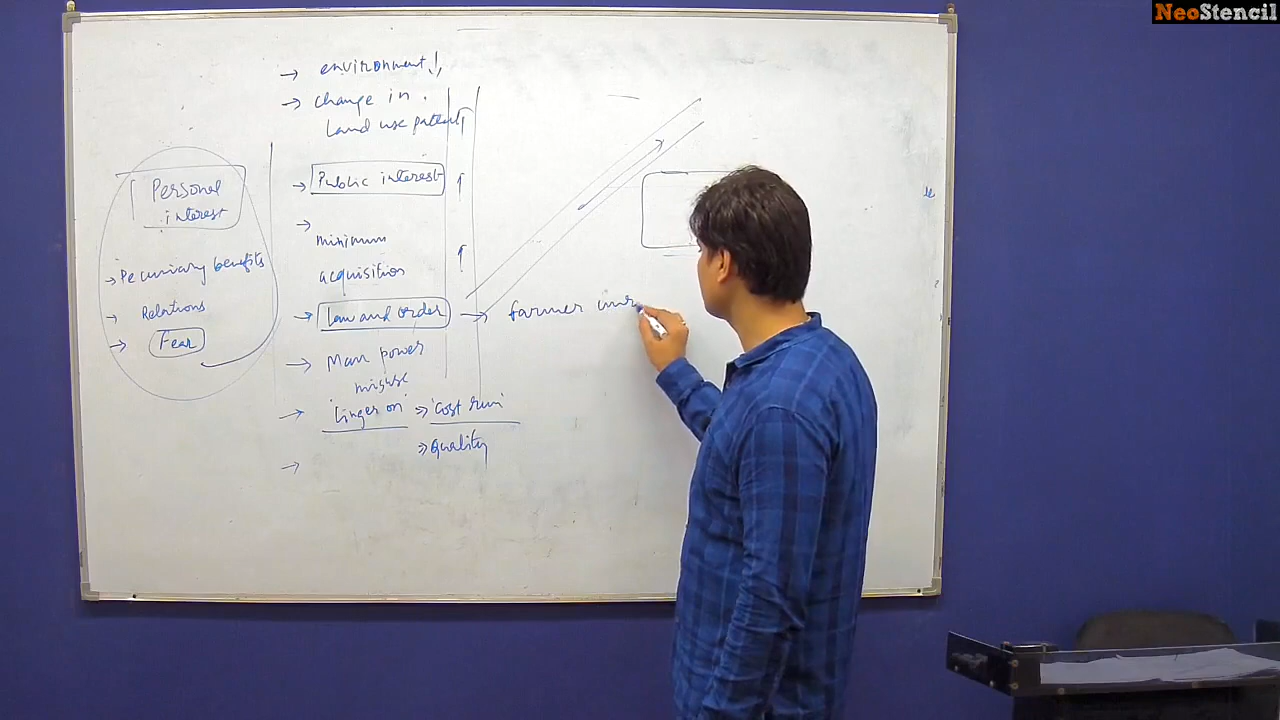 NeoStencil
→ environment !,
→ change in.
Land use pattern
→ Public interest
→ minimum
acquisition
→ Law and order → farmer unr
→ Man power
misuse
→ 'Linger on' ⇒ 'Cost
⇒ Quality
→
Personal
interest
→ Pecuniary benefits
→ Relations
→ Fear